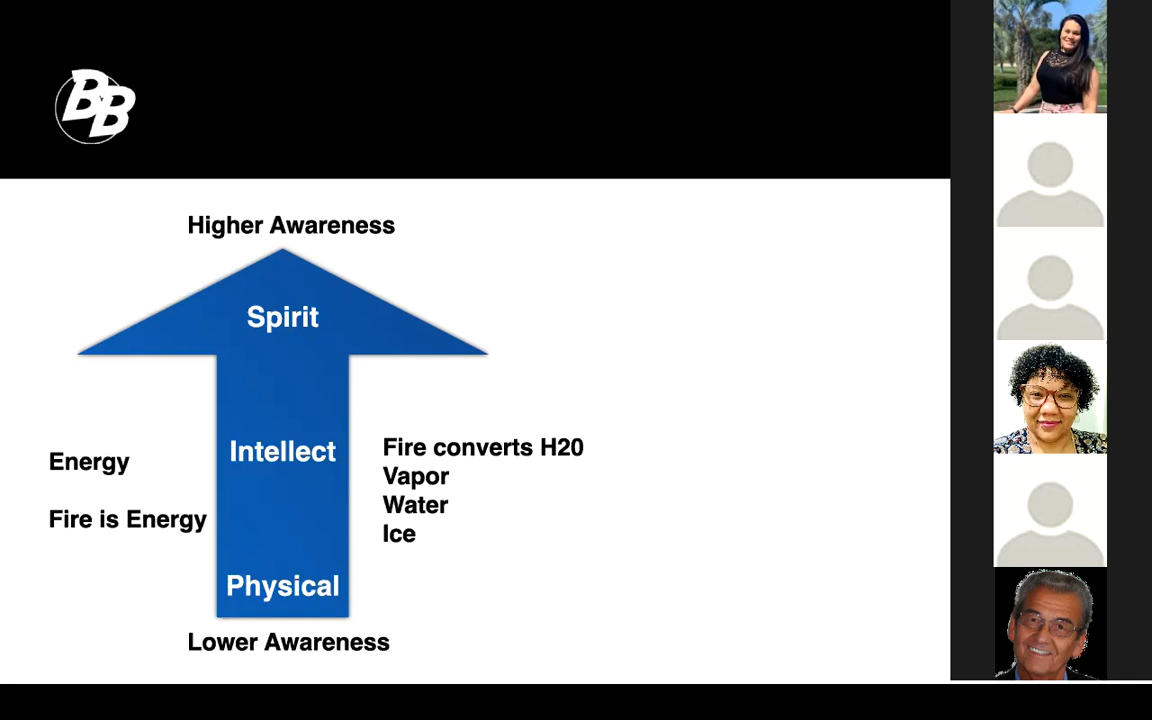 BB
Higher Awareness
Spirit
Intellect
Energy
Fire is Energy
Fire converts H20
Vapor
Water
Ice
Physical
Lower Awareness